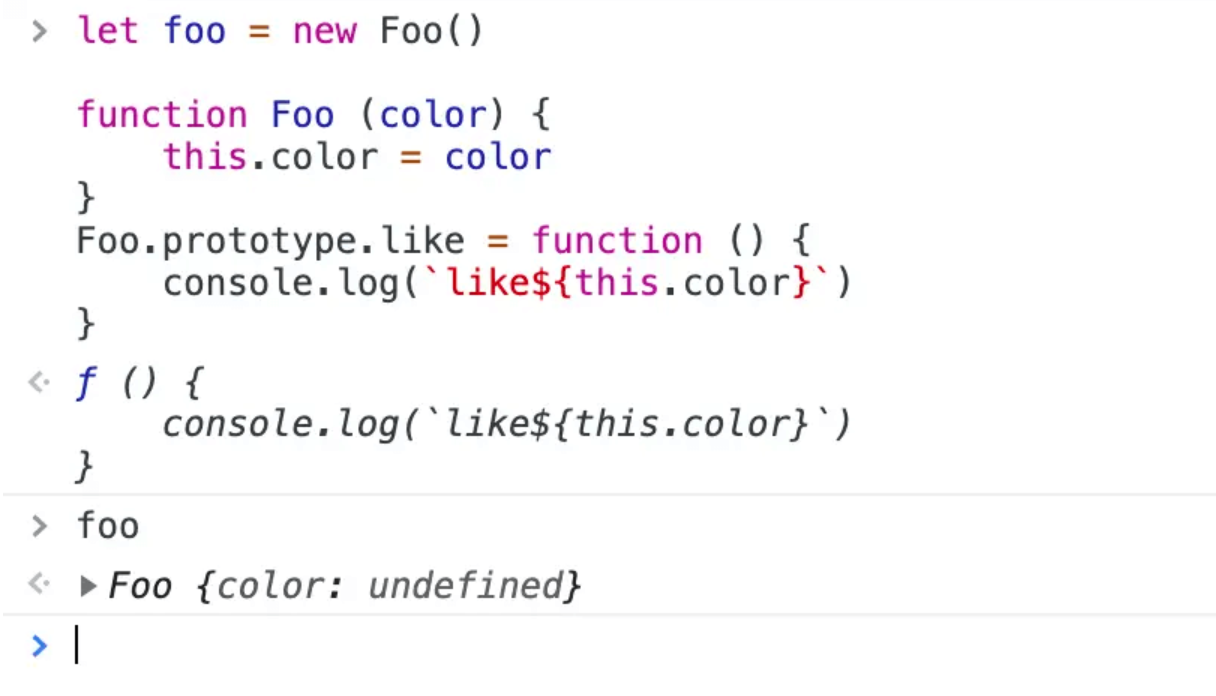 > let foo = new Foo()
function Foo (color) {
    this.color = color
}
Foo.prototype.like = function () {
    console.log(`like${this.color}`)
}
<· ƒ () {
    console.log(`like${this.color}`)
}
> foo
<· ▶ Foo {color: undefined}
>